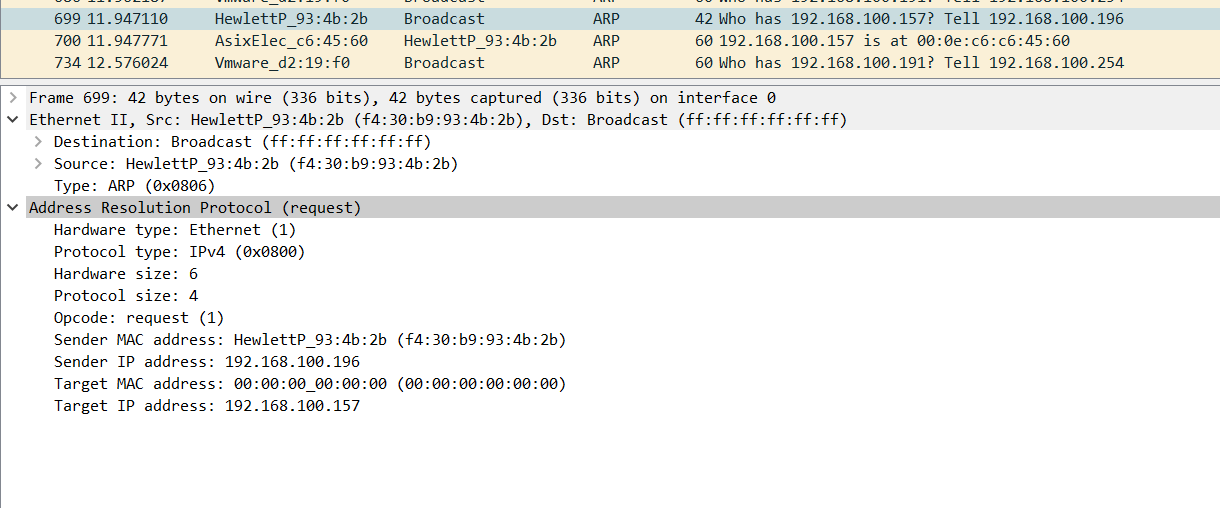 699 11.947110 HewlettP_93:4b:2b Broadcast ARP 42 Who has 192.168.100.157? Tell 192.168.100.196
700 11.947771 AsixElec_c6:45:60 HewlettP_93:4b:2b ARP 60 192.168.100.157 is at 00:0e:c6:c6:45:60
734 12.576024 Vmware_d2:19:f0 Broadcast ARP 60 Who has 192.168.100.191? Tell 192.168.100.254
Frame 699: 42 bytes on wire (336 bits), 42 bytes captured (336 bits) on interface 0
Ethernet II, Src: HewlettP_93:4b:2b (f4:30:b9:93:4b:2b), Dst: Broadcast (ff:ff:ff:ff:ff:ff)
Destination: Broadcast (ff:ff:ff:ff:ff:ff)
Source: HewlettP_93:4b:2b (f4:30:b9:93:4b:2b)
Type: ARP (0x0806)
Address Resolution Protocol (request)
Hardware type: Ethernet (1)
Protocol type: IPv4 (0x0800)
Hardware size: 6
Protocol size: 4
Opcode: request (1)
Sender MAC address: HewlettP_93:4b:2b (f4:30:b9:93:4b:2b)
Sender IP address: 192.168.100.196
Target MAC address: 00:00:00_00:00:00 (00:00:00:00:00:00)
Target IP address: 192.168.100.157